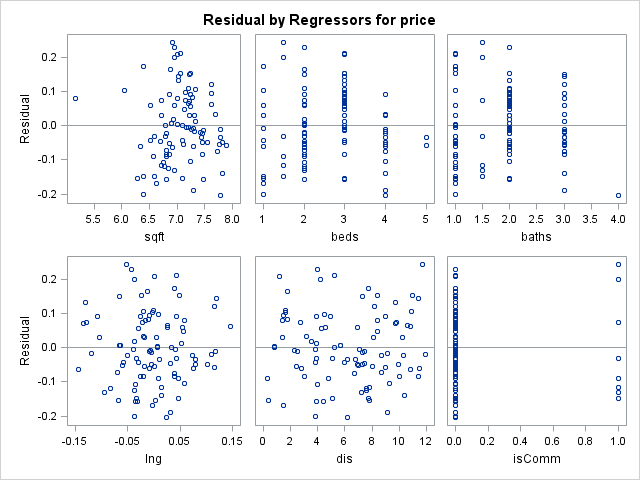 Residual by Regressors for price
Residual
0.2
0.1
0.0
-0.1
-0.2
5.5 6.0 6.5 7.0 7.5 8.0
sqft
1 2 3 4 5
beds
1.0 1.5 2.0 2.5 3.0 3.5 4.0
baths
Residual
0.2
0.1
0.0
-0.1
-0.2
-0.15 -0.05 0.05 0.15
lng
0 2 4 6 8 10 12
dis
0.0 0.2 0.4 0.6 0.8 1.0
isComm